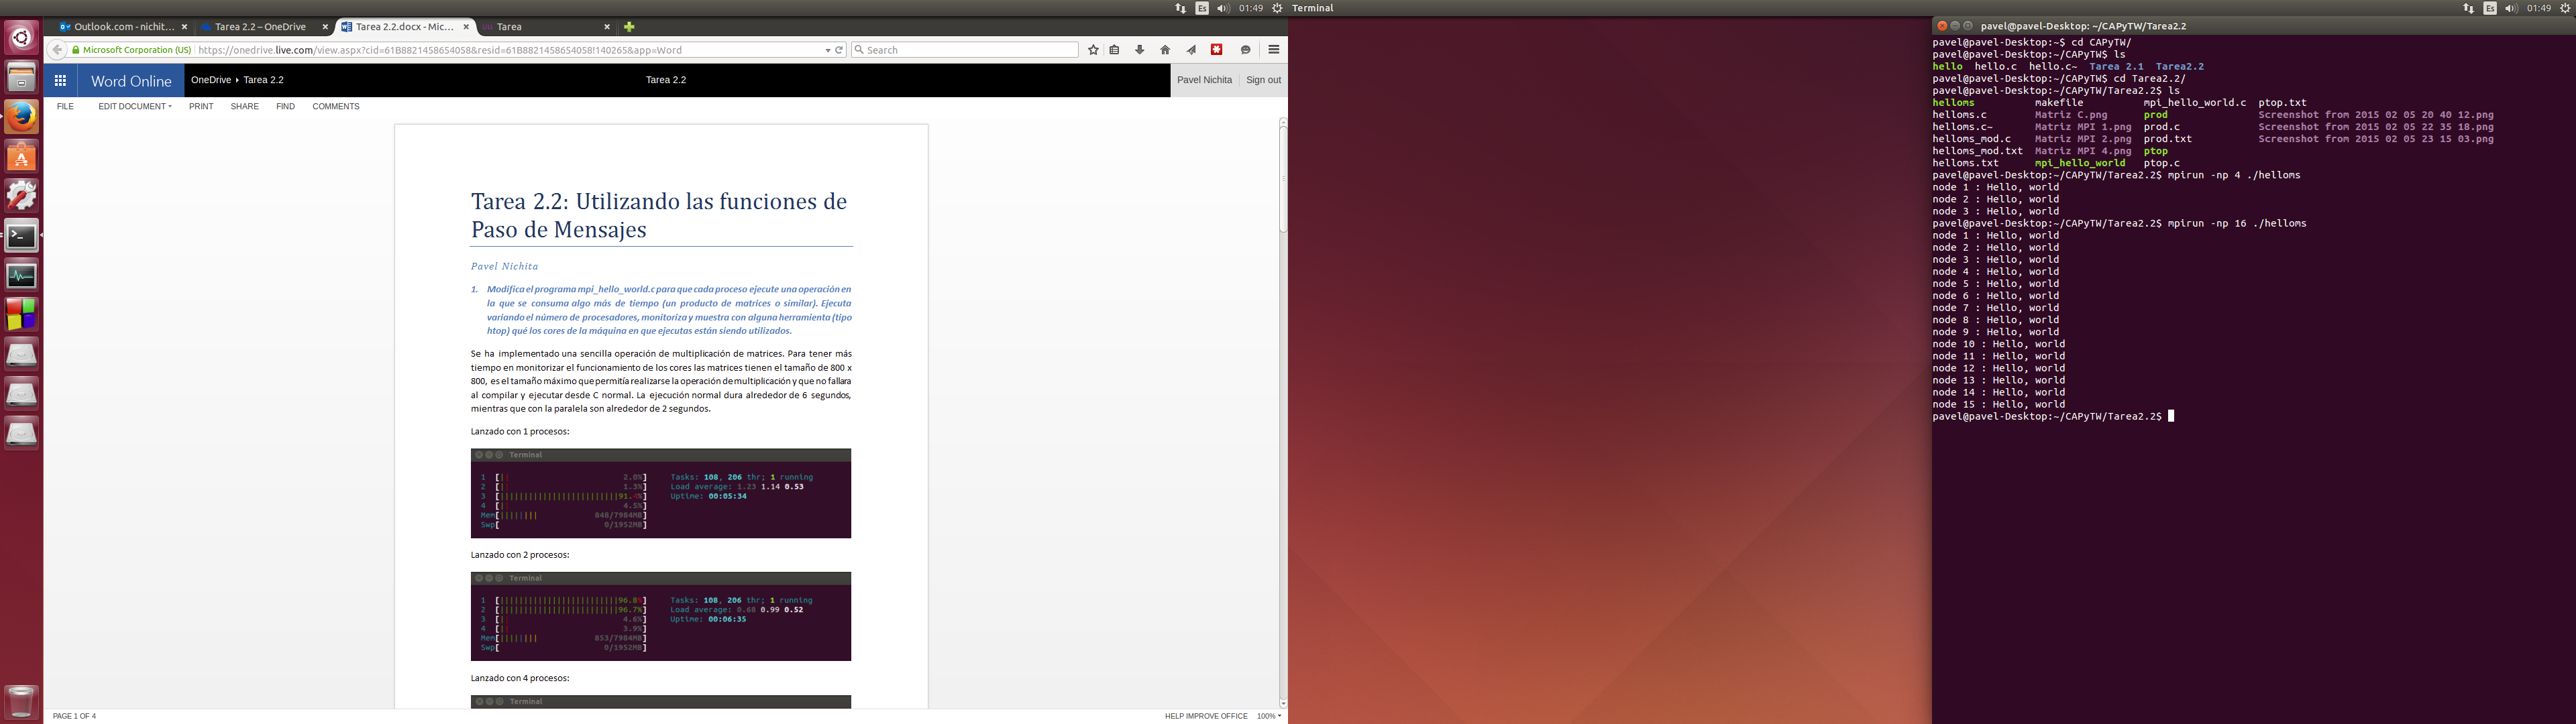 Es 01:49 Terminal Es 01:49
Outlook.com - nichit... Tarea 2.2 – OneDrive Tarea 2.2.docx - Mic... Tarea
Microsoft Corporation (US) https://onedrive.live.com/view.aspx?cid=61B8821458654058&resid=61B8821458654058!140265&app=Word Search
Word Online OneDrive Tarea 2.2 Tarea 2.2 Pavel Nichita Sign out
FILE EDIT DOCUMENT PRINT SHARE FIND COMMENTS
Tarea 2.2: Utilizando las funciones de
Paso de Mensajes
Pavel Nichita
1. Modifica el programa mpi_hello_world.c para que cada proceso ejecute una operación en
la que se consuma algo más de tiempo (un producto de matrices o similar). Ejecuta
variando el número de procesadores, monitoriza y muestra con alguna herramienta (tipo
htop) qué los cores de la máquina en que ejecutas están siendo utilizados.
Se ha implementado una sencilla operación de multiplicación de matrices. Para tener más
tiempo en monitorizar el funcionamiento de los cores las matrices tienen el tamaño de 800 x
800, es el tamaño máximo que permitía realizarse la operación de multiplicación y que no fallara
al compilar y ejecutar desde C normal. La ejecución normal dura alrededor de 6 segundos,
mientras que con la paralela son alrededor de 2 segundos.
Lanzado con 1 procesos:
Terminal
1 [|| 2.0%] Tasks: 108, 206 thr; 1 running
2 [| 1.3%] Load average: 1.23 1.14 0.53
3 [|||||||||||||||||||||||||91.4%] Uptime: 00:05:34
4 [|| 4.5%]
Mem[|||||||| 848/7984MB]
Swp[ 0/1952MB]
Lanzado con 2 procesos:
Terminal
1 [|||||||||||||||||||||||||96.8%] Tasks: 108, 206 thr; 1 running
2 [|||||||||||||||||||||||||96.7%] Load average: 0.68 0.99 0.52
3 [|| 4.6%] Uptime: 00:06:35
4 [|| 3.9%]
Mem[|||||||| 853/7984MB]
Swp[ 0/1952MB]
Lanzado con 4 procesos:
Terminal
PAGE 1 OF 4 HELP IMPROVE OFFICE 100%
pavel@pavel-Desktop: ~/CAPyTW/Tarea2.2
pavel@pavel-Desktop:~$ cd CAPyTW/
pavel@pavel-Desktop:~/CAPyTW$ ls
hello hello.c hello.c~ Tarea 2.1 Tarea2.2
pavel@pavel-Desktop:~/CAPyTW$ cd Tarea2.2/
pavel@pavel-Desktop:~/CAPyTW/Tarea2.2$ ls
helloms makefile mpi_hello_world.c ptop.txt
helloms.c Matriz C.png prod Screenshot from 2015 02 05 20 40 12.png
helloms.c~ Matriz MPI 1.png prod.c Screenshot from 2015 02 05 22 35 18.png
helloms_mod.c Matriz MPI 2.png prod.txt Screenshot from 2015 02 05 23 15 03.png
helloms_mod.txt Matriz MPI 4.png ptop
helloms.txt mpi_hello_world ptop.c
pavel@pavel-Desktop:~/CAPyTW/Tarea2.2$ mpirun -np 4 ./helloms
node 1 : Hello, world
node 2 : Hello, world
node 3 : Hello, world
pavel@pavel-Desktop:~/CAPyTW/Tarea2.2$ mpirun -np 16 ./helloms
node 1 : Hello, world
node 2 : Hello, world
node 3 : Hello, world
node 4 : Hello, world
node 5 : Hello, world
node 6 : Hello, world
node 7 : Hello, world
node 8 : Hello, world
node 9 : Hello, world
node 10 : Hello, world
node 11 : Hello, world
node 12 : Hello, world
node 13 : Hello, world
node 14 : Hello, world
node 15 : Hello, world
pavel@pavel-Desktop:~/CAPyTW/Tarea2.2$